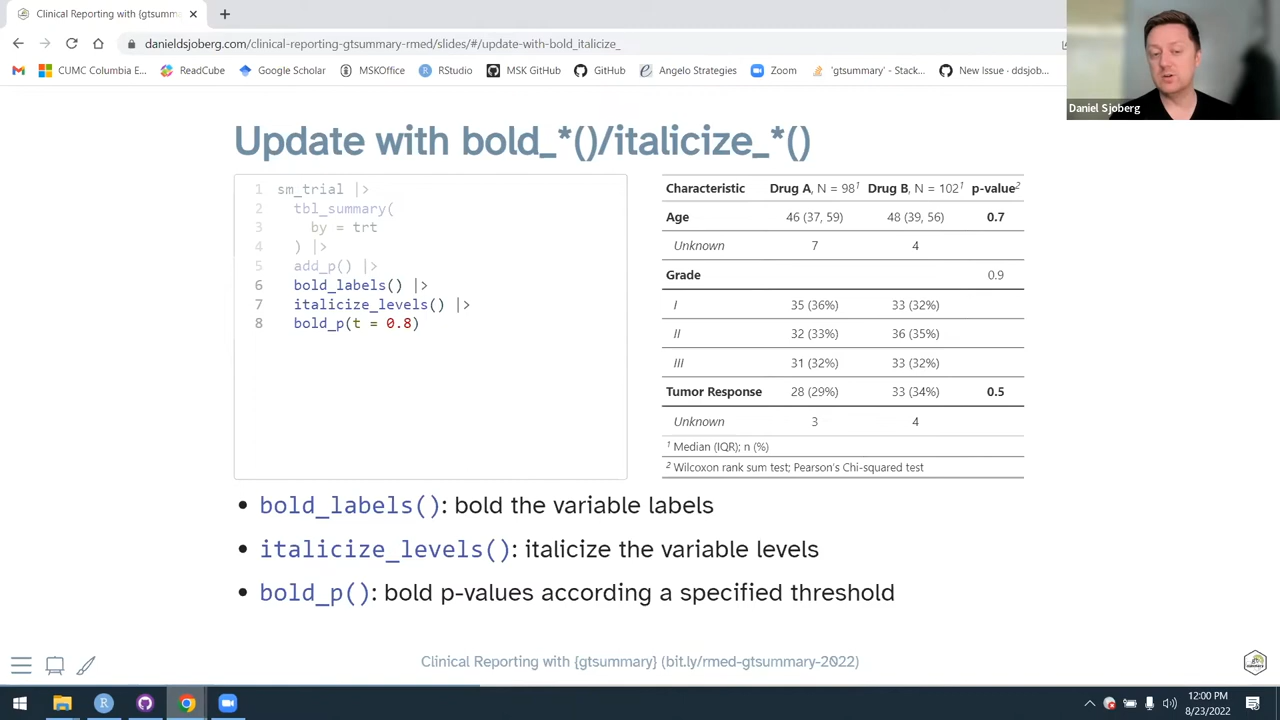 Clinical Reporting with {gtsumm
danieldsjoberg.com/clinical-reporting-gtsummary-rmed/slides/#/update-with-bold_italicize_
CUMC Columbia E... ReadCube Google Scholar MSKOffice RStudio MSK GitHub GitHub Angelo Strategies Zoom 'gtsummary' - Stack... New Issue · ddsjob...
Daniel Sjoberg
Update with bold_*()/italicize_*()
1 sm_trial |>
2 tbl_summary(
3 by = trt
4 ) |>
5 add_p() |>
6 bold_labels() |>
7 italicize_levels() |>
8 bold_p(t = 0.8)
Characteristic Drug A, N = 98¹ Drug B, N = 102¹ p-value²
Age 46 (37, 59) 48 (39, 56) 0.7
Unknown 7 4
Grade 0.9
I 35 (36%) 33 (32%)
II 32 (33%) 36 (35%)
III 31 (32%) 33 (32%)
Tumor Response 28 (29%) 33 (34%) 0.5
Unknown 3 4
¹ Median (IQR); n (%)
² Wilcoxon rank sum test; Pearson's Chi-squared test
• bold_labels(): bold the variable labels
• italicize_levels(): italicize the variable levels
• bold_p(): bold p-values according a specified threshold
Clinical Reporting with {gtsummary} (bit.ly/rmed-gtsummary-2022)
12:00 PM
8/23/2022